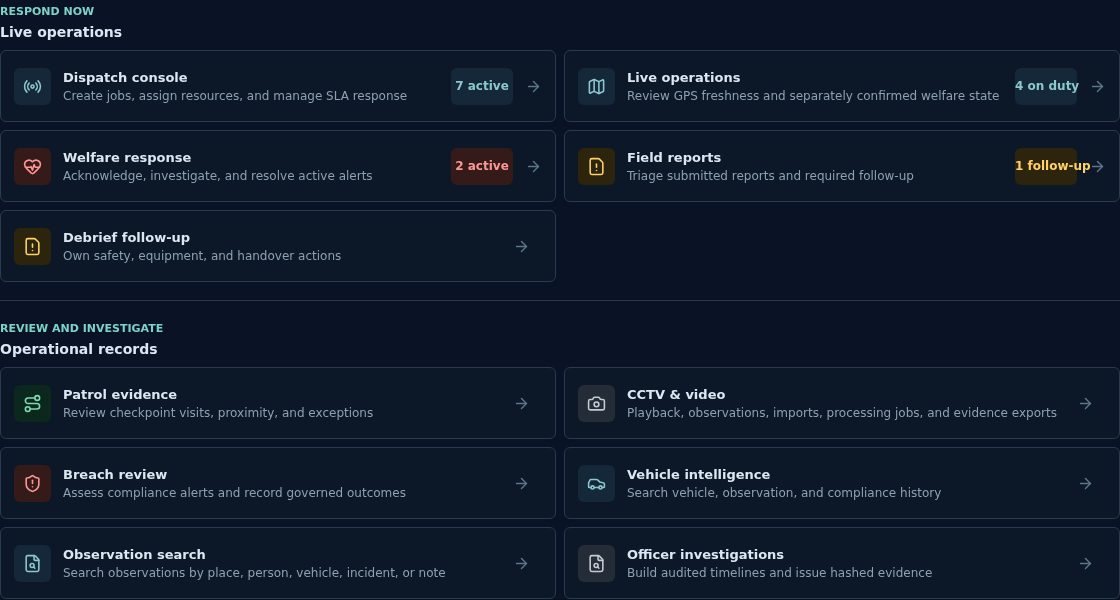 RESPOND NOW
Live operations
Dispatch console
Create jobs, assign resources, and manage SLA response
7 active
Live operations
Review GPS freshness and separately confirmed welfare state
4 on duty
Welfare response
Acknowledge, investigate, and resolve active alerts
2 active
Field reports
Triage submitted reports and required follow-up
1 follow-up
Debrief follow-up
Own safety, equipment, and handover actions
REVIEW AND INVESTIGATE
Operational records
Patrol evidence
Review checkpoint visits, proximity, and exceptions
CCTV & video
Playback, observations, imports, processing jobs, and evidence exports
Breach review
Assess compliance alerts and record governed outcomes
Vehicle intelligence
Search vehicle, observation, and compliance history
Observation search
Search observations by place, person, vehicle, incident, or note
Officer investigations
Build audited timelines and issue hashed evidence